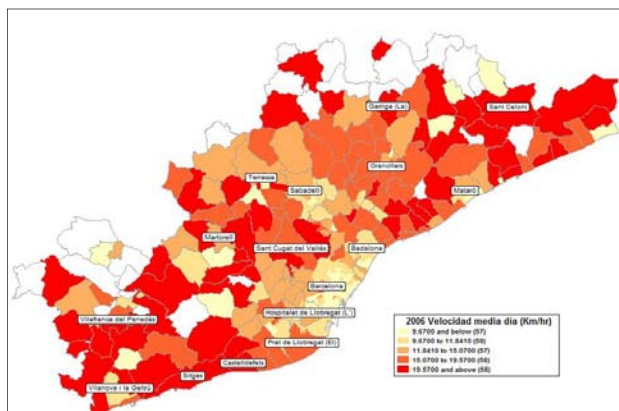 Garriga (La)
Sant Celoni
Granollers
Terrassa
Sabadell
Mataró
Martorell
Sant Cugat del Vallès
Badalona
Barcelona
Vilafranca del Penedès
Hospitalet de Llobregat (L')
Prat de Llobregat (El)
Castelldefels
Sitges
Vilanova i la Geltrú
2006 Velocidad media día (Km/hr)
9.6700 and below (57)
9.6700 to 11.8410 (56)
11.8410 to 15.0700 (57)
15.0700 to 19.5700 (58)
19.5700 and above (58)